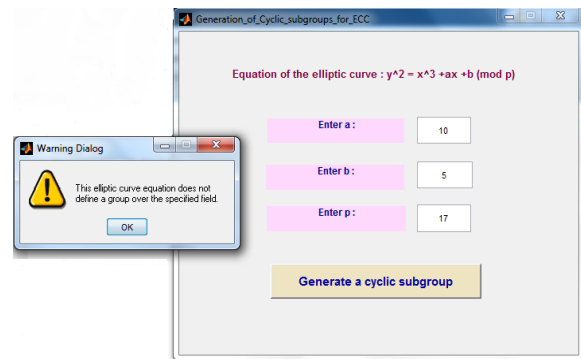 Generation_of_Cyclic_subgroups_for_ECC
Equation of the elliptic curve : y^2 = x^3 +ax +b (mod p)
Enter a :
10
Enter b :
5
Enter p :
17
Generate a cyclic subgroup
Warning Dialog
This elliptic curve equation does not
define a group over the specified field.
OK